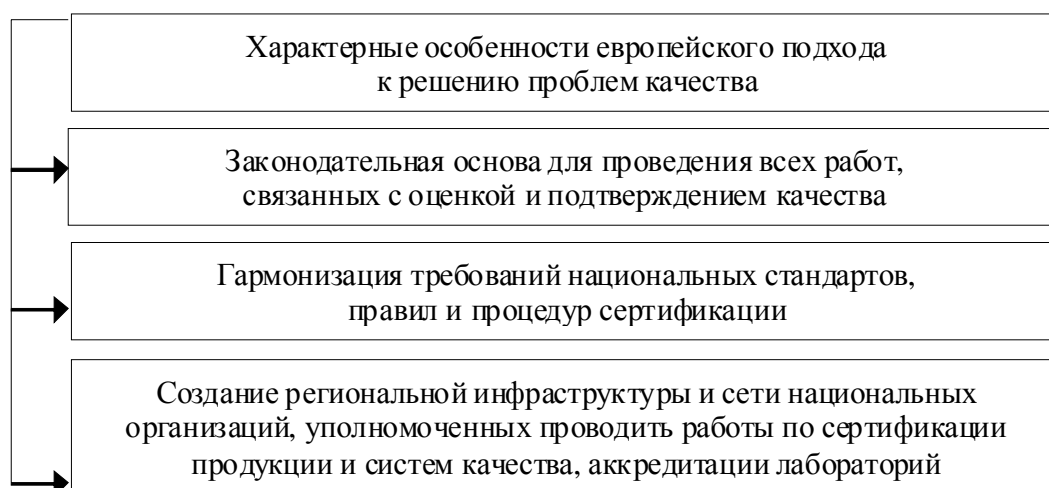 Характерные особенности европейского подхода
к решению проблем качества
Законодательная основа для проведения всех работ,
связанных с оценкой и подтверждением качества
Гармонизация требований национальных стандартов,
правил и процедур сертификации
Создание региональной инфраструктуры и сети национальных
организаций, уполномоченных проводить работы по сертификации
продукции и систем качества, аккредитации лабораторий